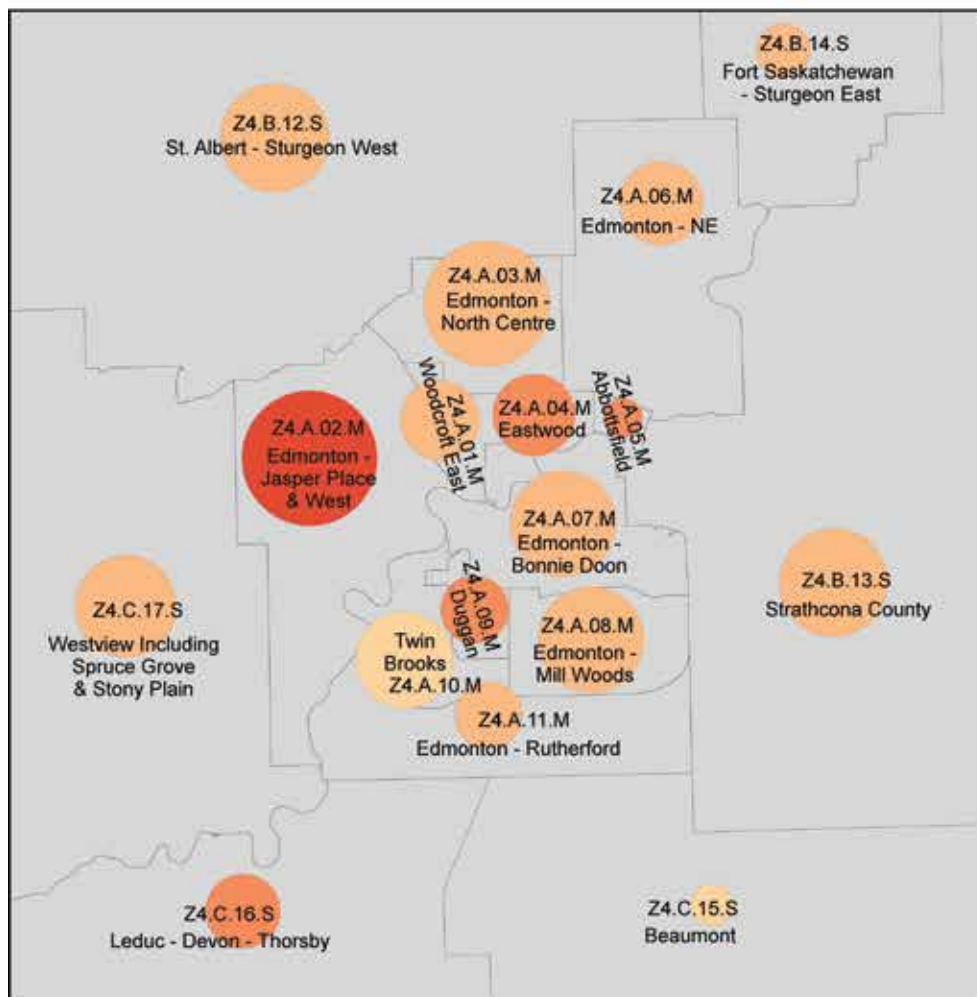 Z4.B.14.S
Fort Saskatchewan
- Sturgeon East
Z4.B.12.S
St. Albert - Sturgeon West
Z4.A.06.M
Edmonton - NE
Z4.A.03.M
Edmonton -
North Centre
Z4.A.01.M
Woodcroft East
Z4.A.04.M
Eastwood
Z4.A.05.M
Abbottsfield
Z4.A.02.M
Edmonton -
Jasper Place
& West
Z4.A.07.M
Edmonton -
Bonnie Doon
Z4.B.13.S
Strathcona County
Z4.C.17.S
Westview Including
Spruce Grove
& Stony Plain
Z4.A.09.M
Duggan
Z4.A.08.M
Edmonton -
Mill Woods
Twin
Brooks
Z4.A.10.M
Z4.A.11.M
Edmonton - Rutherford
Z4.C.16.S
Leduc - Devon - Thorsby
Z4.C.15.S
Beaumont